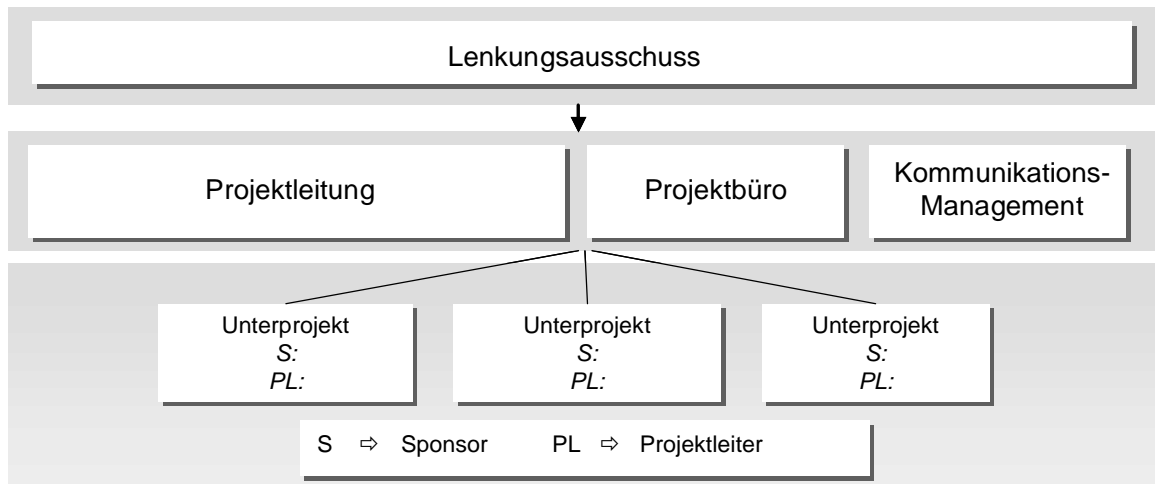 Lenkungsausschuss
Projektleitung
Projektbüro
Kommunikations-
Management
Unterprojekt
S:
PL:
Unterprojekt
S:
PL:
Unterprojekt
S:
PL:
S ⇨ Sponsor PL ⇨ Projektleiter